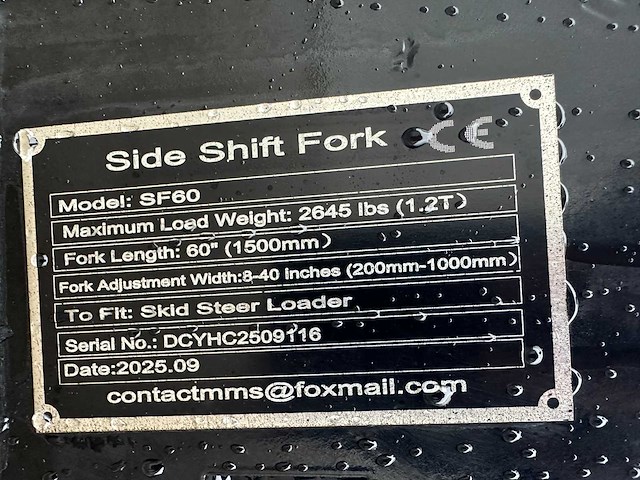 Side Shift Fork CE
Model: SF60
Maximum Load Weight: 2645 lbs (1.2T)
Fork Length: 60" (1500mm)
Fork Adjustment Width:8-40 inches (200mm-1000mm)
To Fit: Skid Steer Loader
Serial No.: DCYHC2509116
Date:2025.09
contactmms@foxmail.com